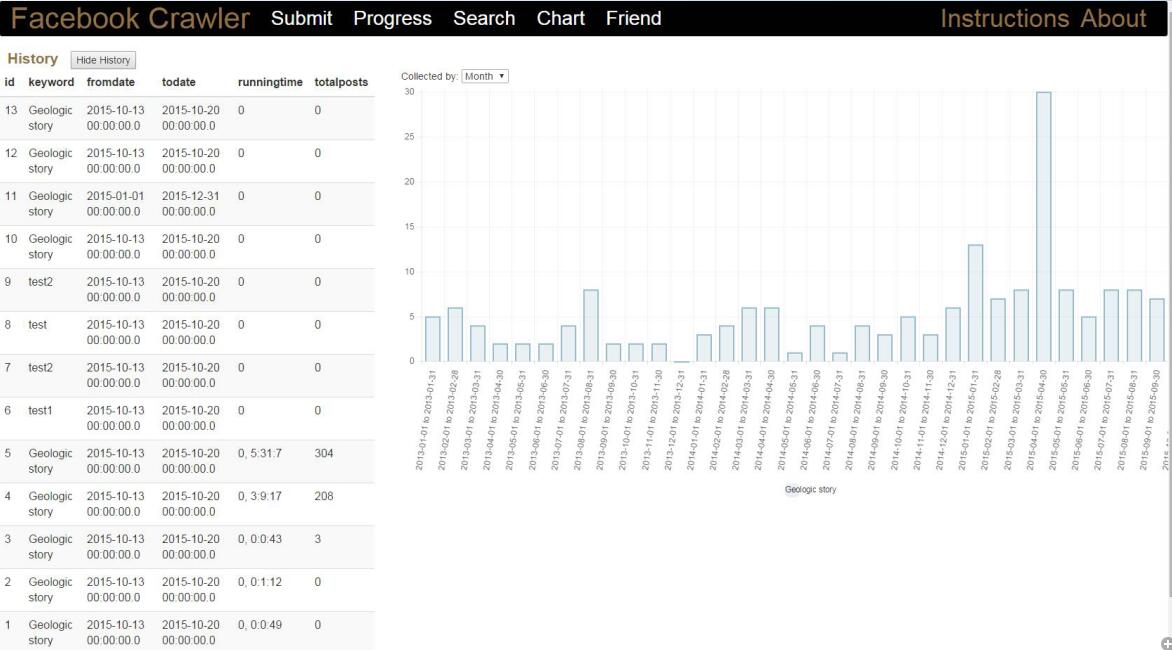 Facebook Crawler Submit Progress Search Chart Friend Instructions About
History Hide History
id keyword fromdate todate runningtime totalposts
13 Geologic 2015-10-13 2015-10-20 0 0
story 00:00:00.0 00:00:00.0
12 Geologic 2015-10-13 2015-10-20 0 0
story 00:00:00.0 00:00:00.0
11 Geologic 2015-01-01 2015-12-31 0 0
story 00:00:00.0 00:00:00.0
10 Geologic 2015-10-13 2015-10-20 0 0
story 00:00:00.0 00:00:00.0
9 test2 2015-10-13 2015-10-20 0 0
00:00:00.0 00:00:00.0
8 test 2015-10-13 2015-10-20 0 0
00:00:00.0 00:00:00.0
7 test2 2015-10-13 2015-10-20 0 0
00:00:00.0 00:00:00.0
6 test1 2015-10-13 2015-10-20 0 0
00:00:00.0 00:00:00.0
5 Geologic 2015-10-13 2015-10-20 0, 5:31:7 304
story 00:00:00.0 00:00:00.0
4 Geologic 2015-10-13 2015-10-20 0, 3:9:17 208
story 00:00:00.0 00:00:00.0
3 Geologic 2015-10-13 2015-10-20 0, 0:0:43 3
story 00:00:00.0 00:00:00.0
2 Geologic 2015-10-13 2015-10-20 0, 0:1:12 0
story 00:00:00.0 00:00:00.0
1 Geologic 2015-10-13 2015-10-20 0, 0:0:49 0
story 00:00:00.0 00:00:00.0
Collected by: Month
30
25
20
15
10
5
0
2013-01-01 to 2013-01-31
2013-02-01 to 2013-02-28
2013-03-01 to 2013-03-31
2013-04-01 to 2013-04-30
2013-05-01 to 2013-05-31
2013-06-01 to 2013-06-30
2013-07-01 to 2013-07-31
2013-08-01 to 2013-08-31
2013-09-01 to 2013-09-30
2013-10-01 to 2013-10-31
2013-11-01 to 2013-11-30
2013-12-01 to 2013-12-31
2014-01-01 to 2014-01-31
2014-02-01 to 2014-02-28
2014-03-01 to 2014-03-31
2014-04-01 to 2014-04-30
2014-05-01 to 2014-05-31
2014-06-01 to 2014-06-30
2014-07-01 to 2014-07-31
2014-08-01 to 2014-08-31
2014-09-01 to 2014-09-30
2014-10-01 to 2014-10-31
2014-11-01 to 2014-11-30
2014-12-01 to 2014-12-31
2015-01-01 to 2015-01-31
2015-02-01 to 2015-02-28
2015-03-01 to 2015-03-31
2015-04-01 to 2015-04-30
2015-05-01 to 2015-05-31
2015-06-01 to 2015-06-30
2015-07-01 to 2015-07-31
2015-08-01 to 2015-08-31
2015-09-01 to 2015-09-30
Geologic story